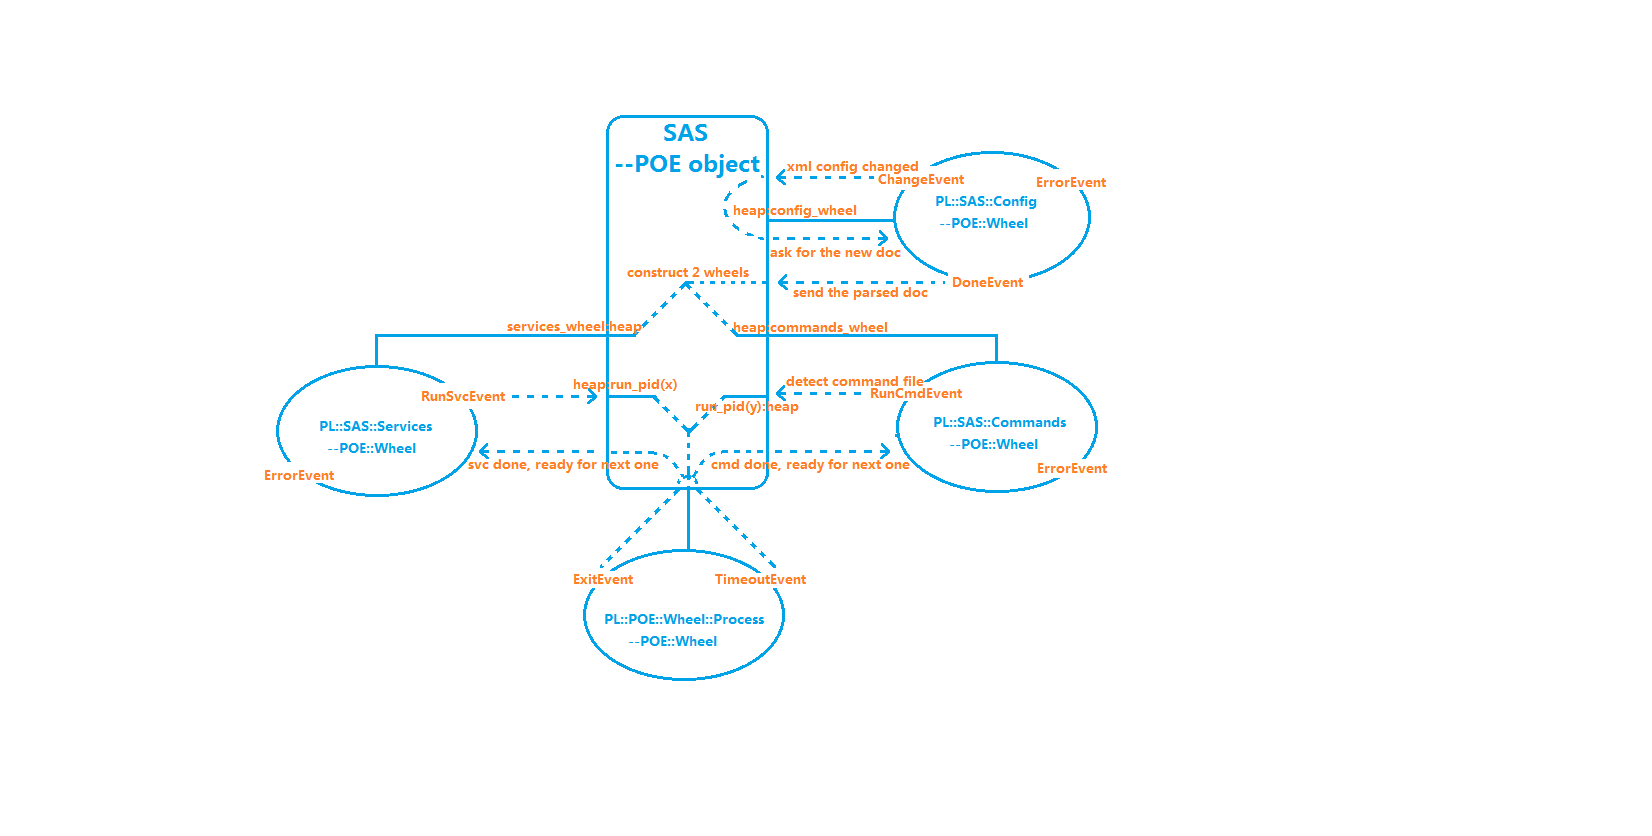 SAS
--POE object
xml config changed
ChangeEvent
ErrorEvent
PL::SAS::Config
--POE::Wheel
heap:config_wheel
ask for the new doc
construct 2 wheels
DoneEvent
send the parsed doc
services_wheel:heap
heap:commands_wheel
heap:run_pid(x)
detect command file
RunSvcEvent
RunCmdEvent
run_pid(y):heap
PL::SAS::Services
--POE::Wheel
PL::SAS::Commands
--POE::Wheel
svc done, ready for next one
cmd done, ready for next one
ErrorEvent
ErrorEvent
ExitEvent
TimeoutEvent
PL::POE::Wheel::Process
--POE::Wheel